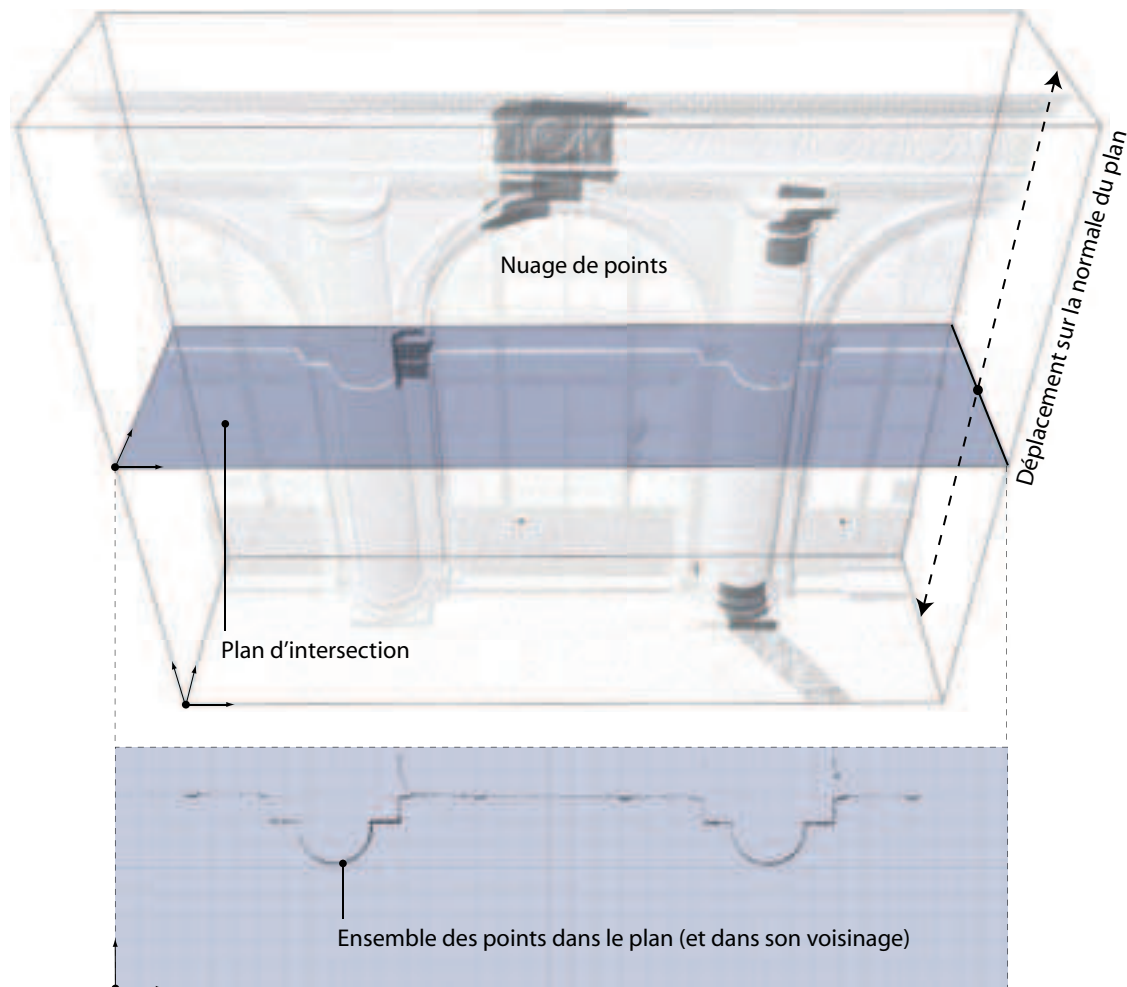 Nuage de points
Déplacement sur la normale du plan
Plan d’intersection
Ensemble des points dans le plan (et dans son voisinage)